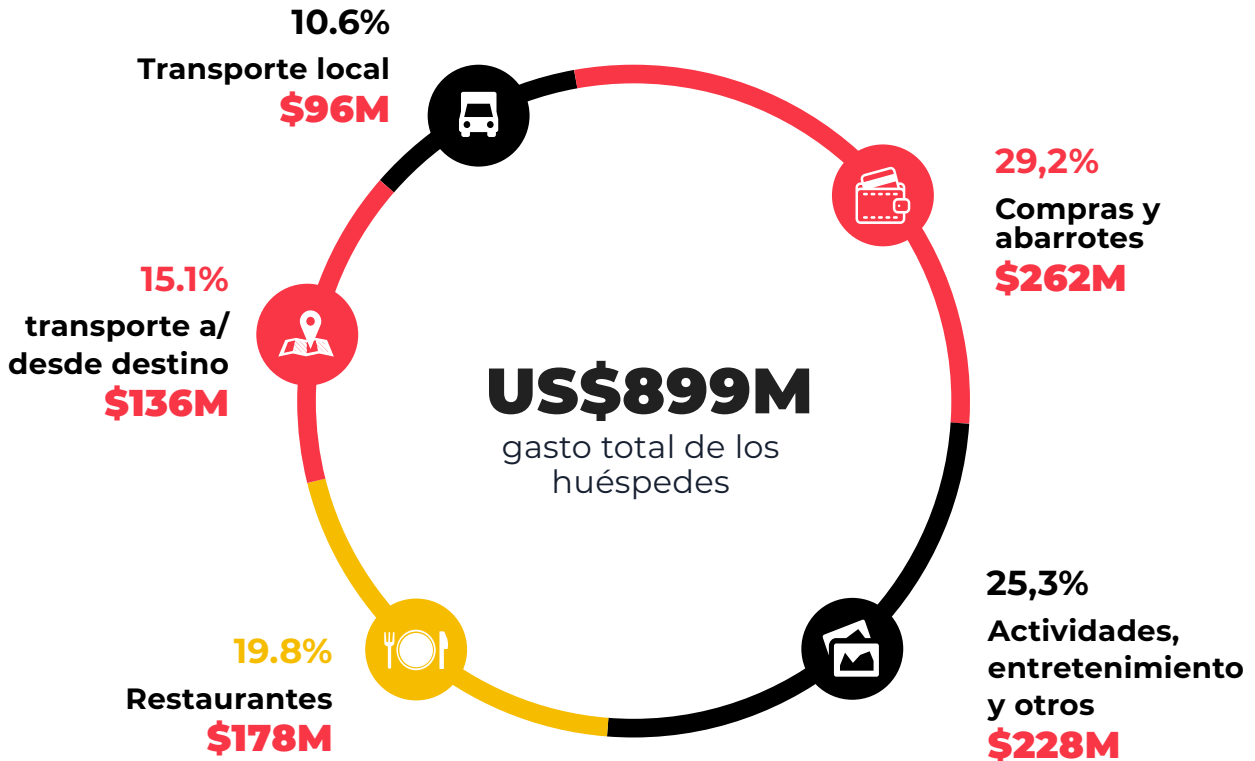 10.6%
Transporte local
$96M
29,2%
Compras y
abarrotes
$262M
15.1%
transporte a/
desde destino
$136M
US$899M
gasto total de los
huéspedes
25,3%
Actividades,
entretenimiento
y otros
$228M
19.8%
Restaurantes
$178M